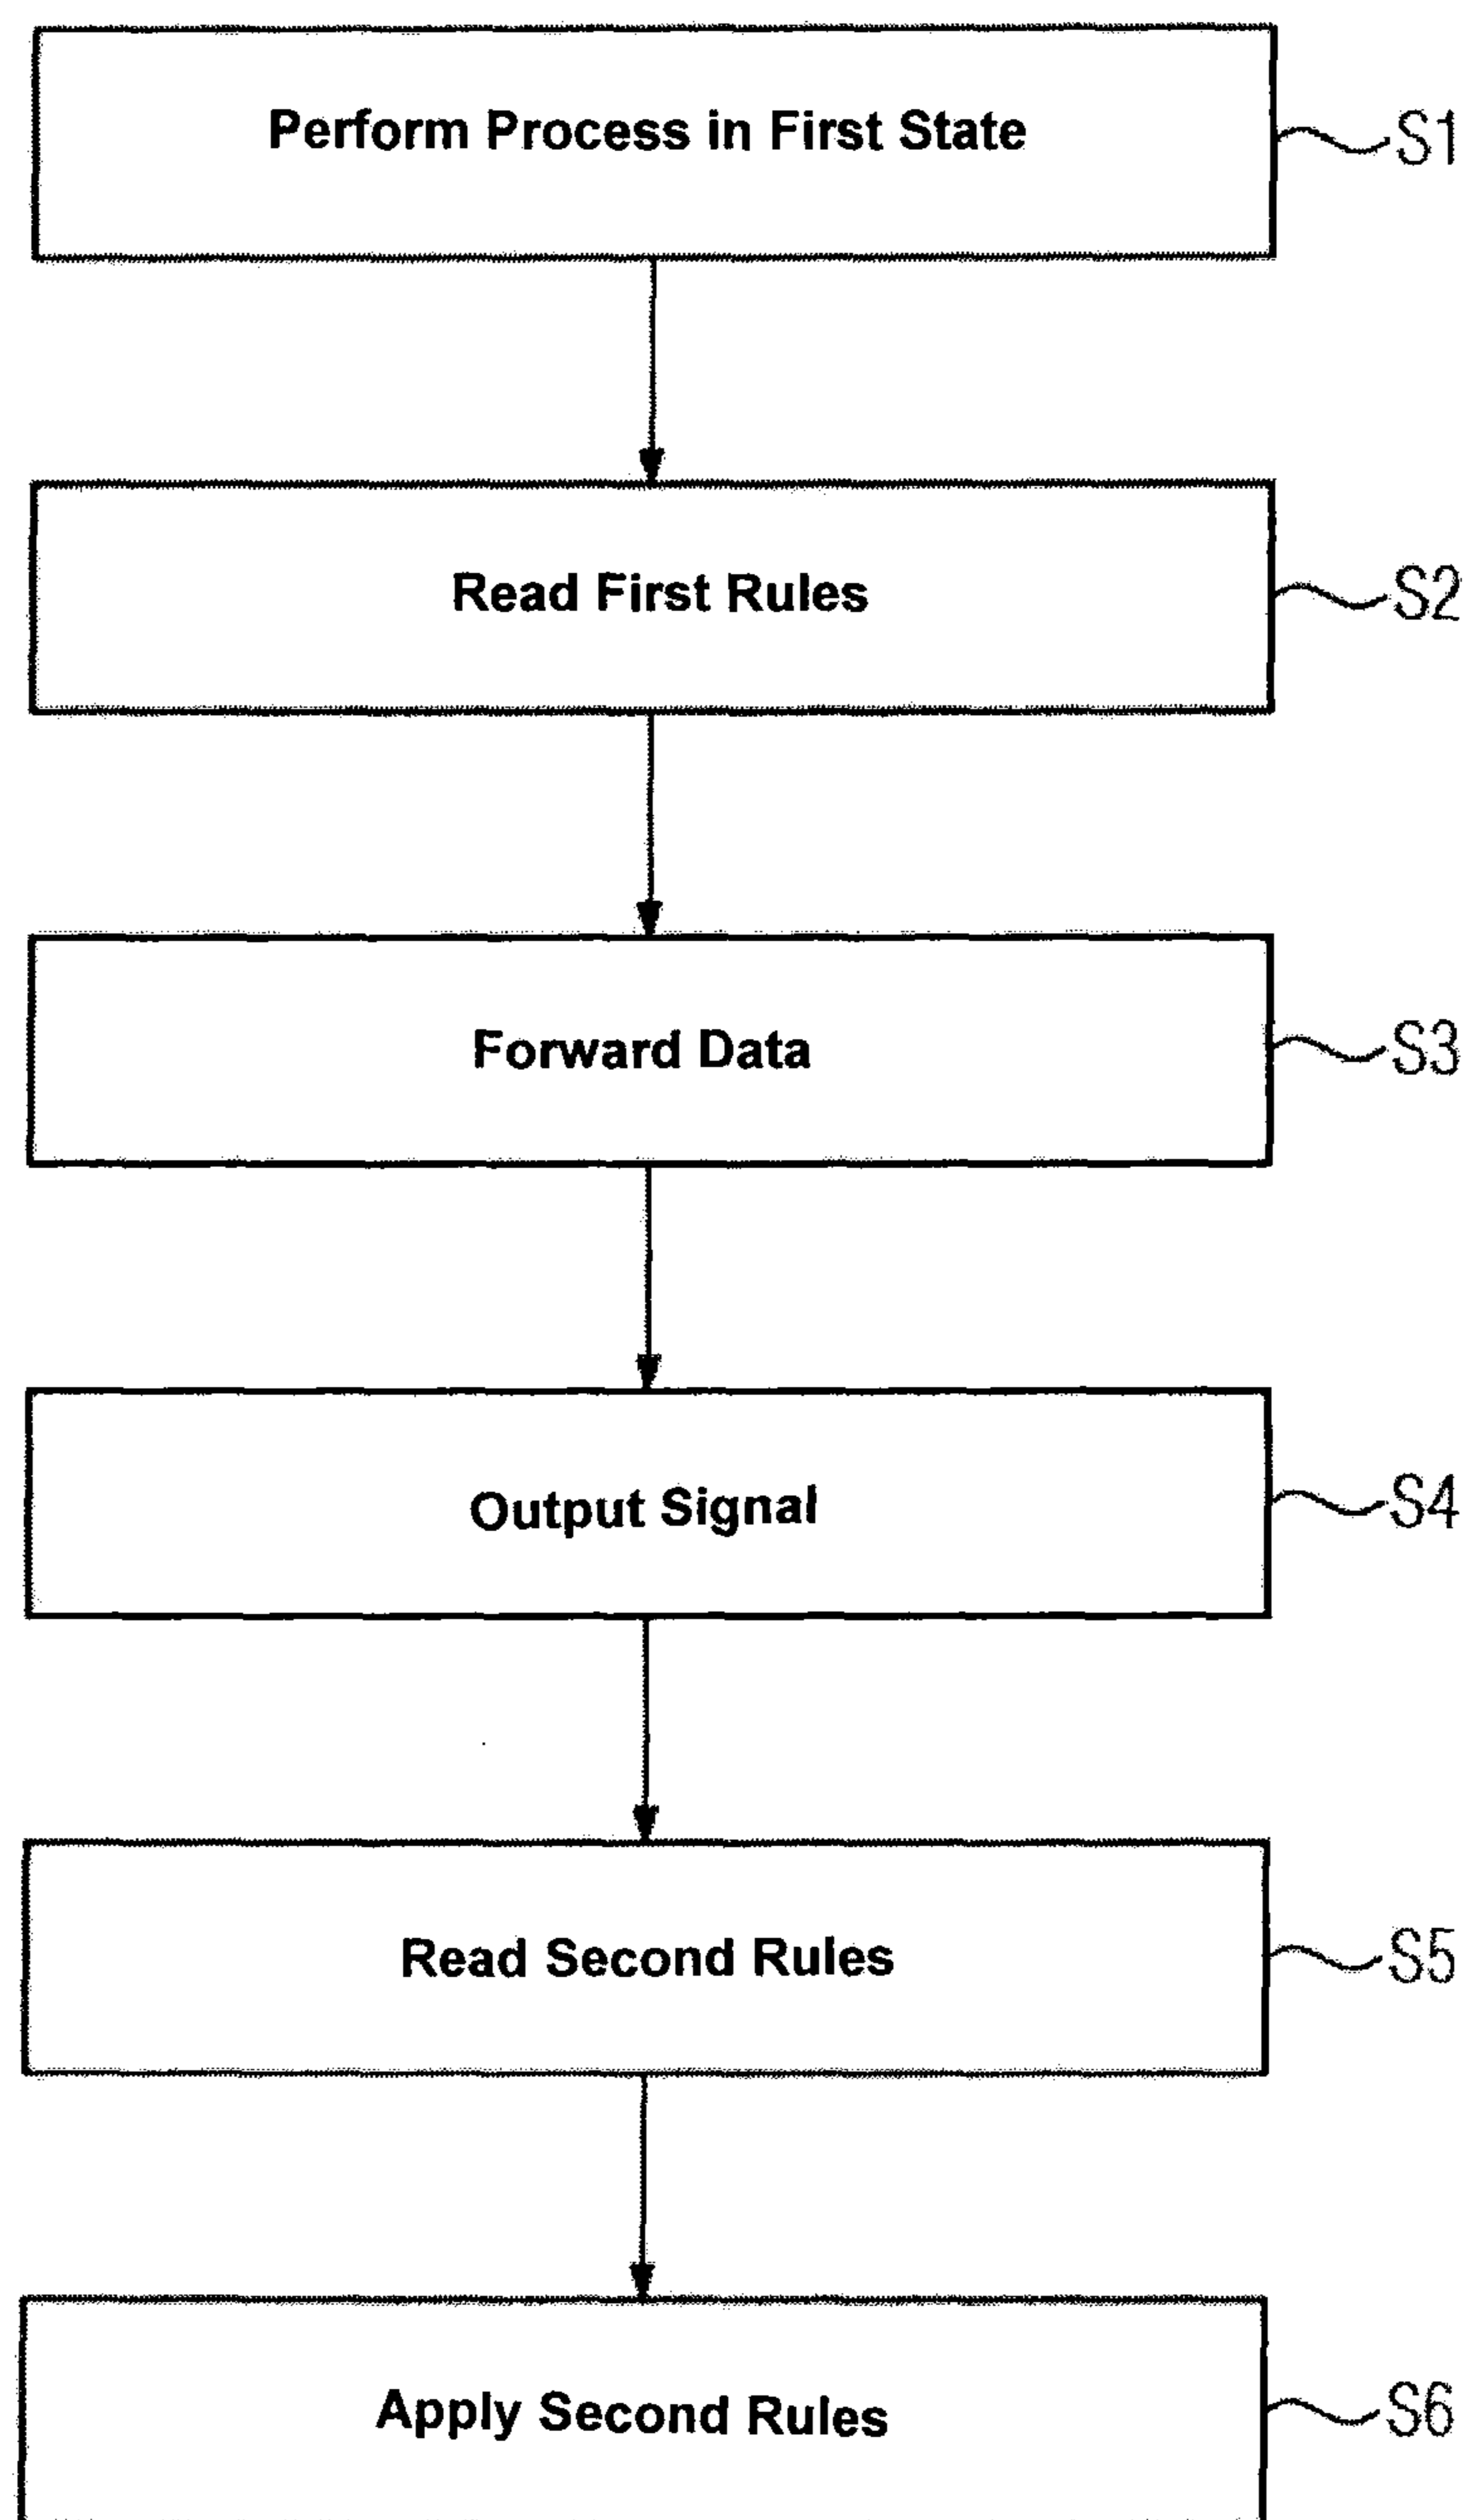 Perform Process in First State
S1
Read First Rules
S2
Forward Data
S3
Output Signal
S4
Read Second Rules
S5
Apply Second Rules
S6